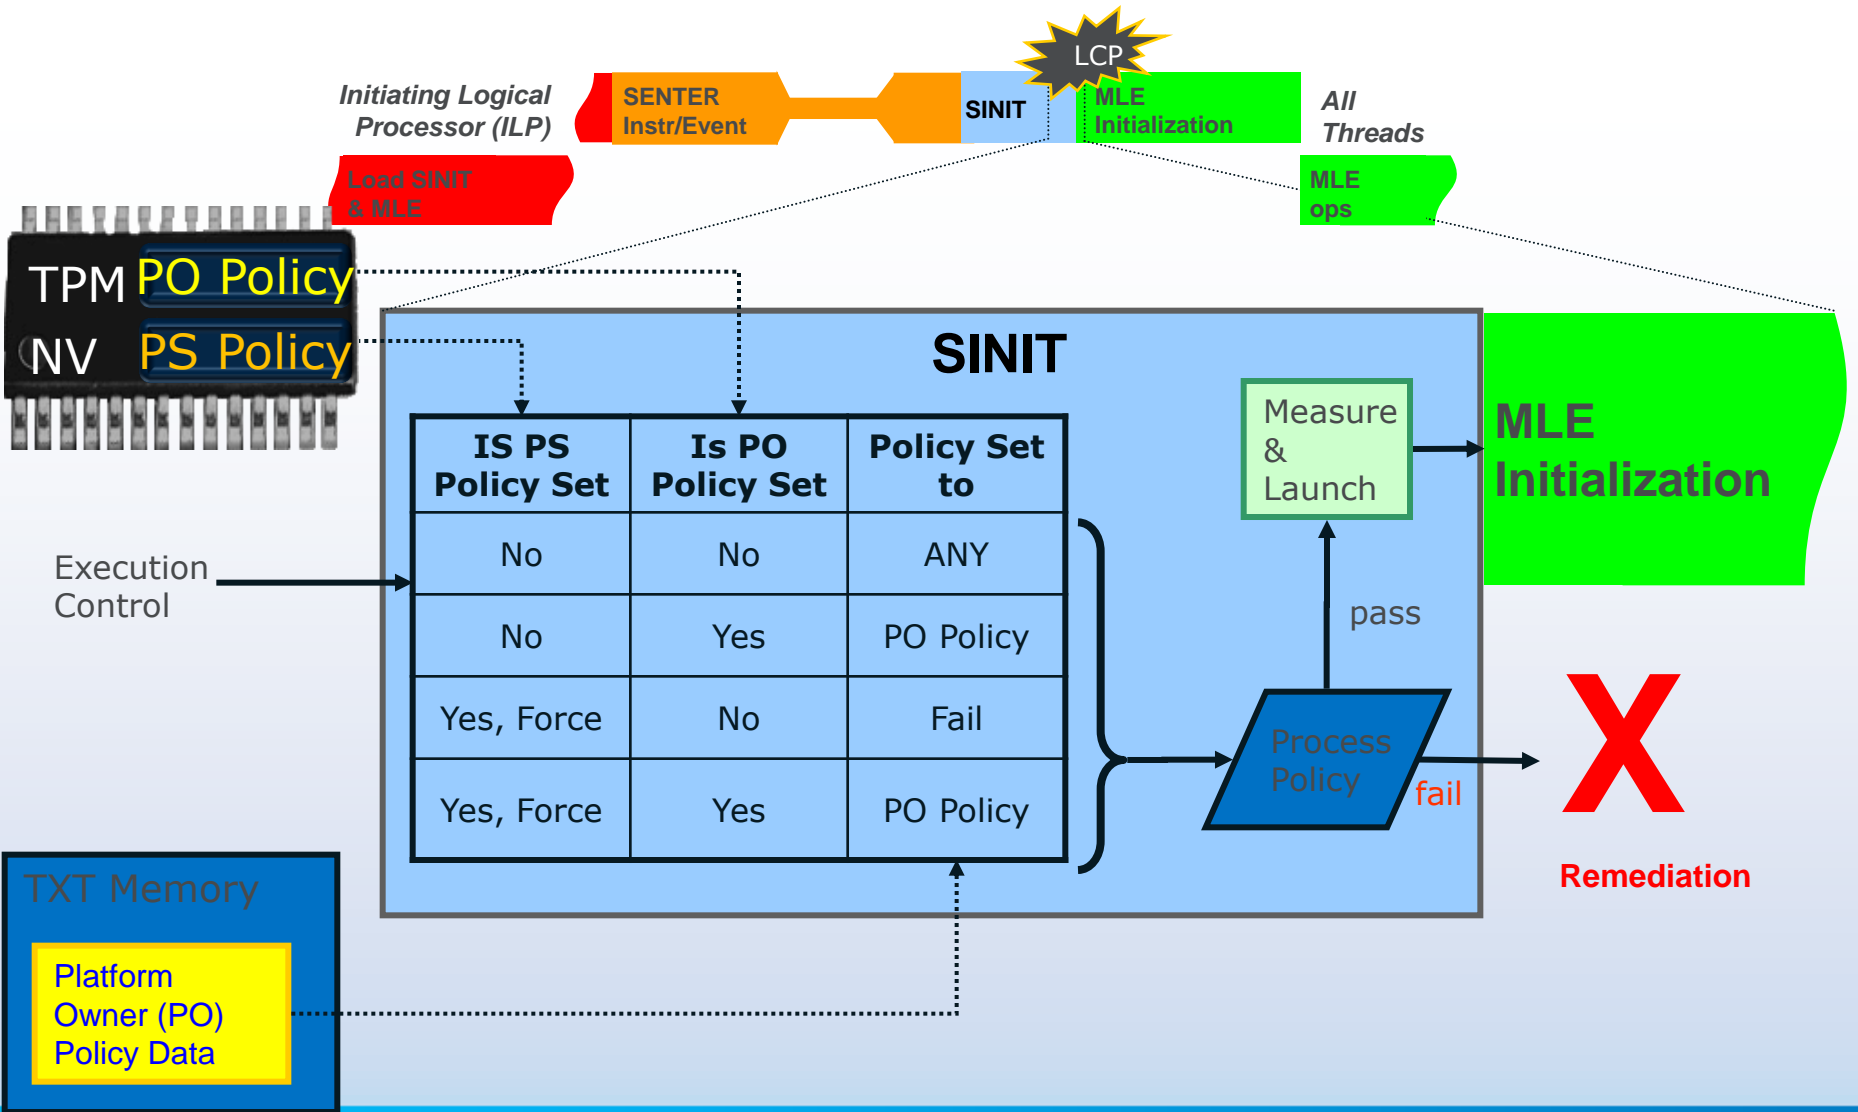 LCP
Initiating Logical
Processor (ILP)
SENTER
Instr/Event
SINIT
MLE
Initialization
All
Threads
Load SINIT
& MLE
MLE
ops
TPM
NV
PO Policy
PS Policy
SINIT
IS PS
Policy Set
Is PO
Policy Set
Policy Set
to
No
No
ANY
No
Yes
PO Policy
Yes, Force
No
Fail
Yes, Force
Yes
PO Policy
Execution
Control
Measure
&
Launch
MLE
Initialization
pass
Process
Policy
fail
X
Remediation
TXT Memory
Platform
Owner (PO)
Policy Data